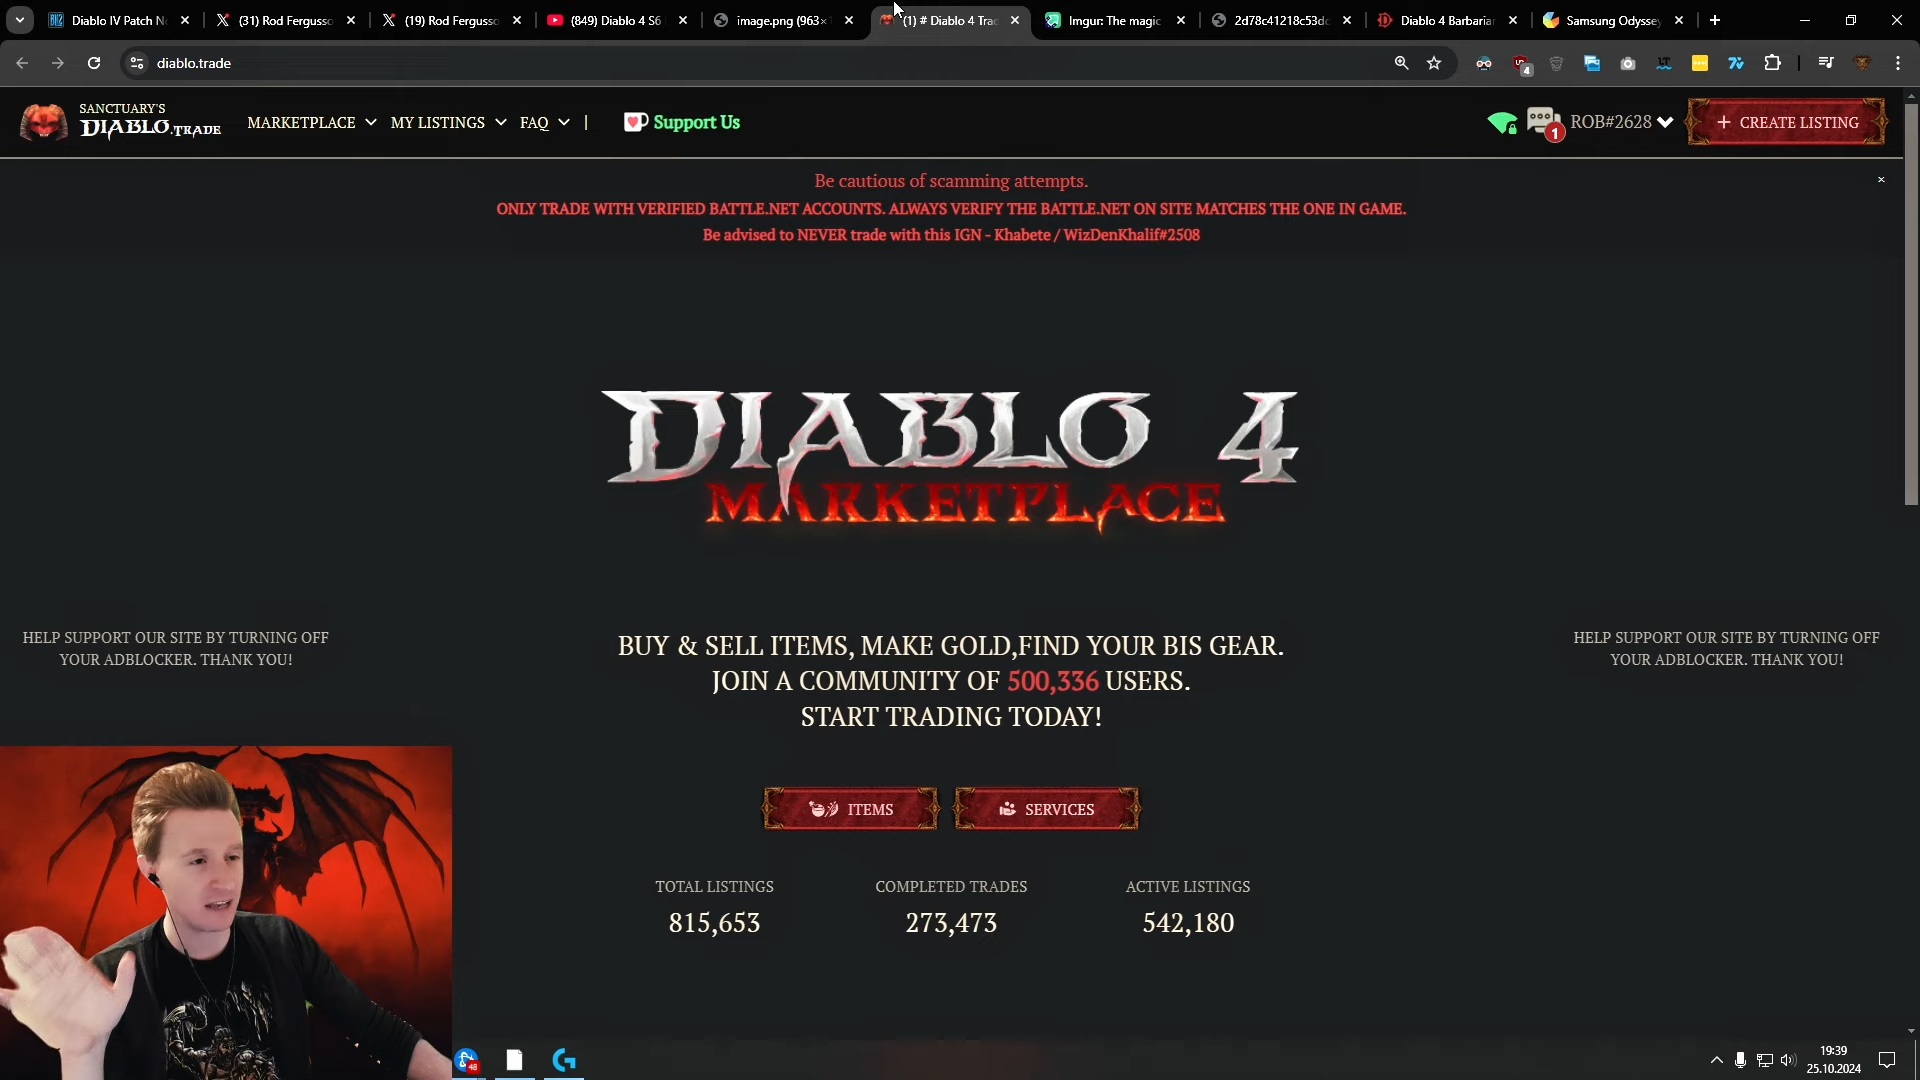 Diablo IV Patch N
(31) Rod Fergusso
(19) Rod Fergusso
(849) Diablo 4 S6
image.png (963×1
(1) # Diablo 4 Trad
Imgur: The magic
2d78c41218c53d
Diablo 4 Barbarian
Samsung Odyssey
diablo.trade
4
SANCTUARY'S
DIABLO.TRADE
MARKETPLACE
MY LISTINGS
FAQ
|
Support Us
1
ROB#2628
+ CREATE LISTING
Be cautious of scamming attempts.
ONLY TRADE WITH VERIFIED BATTLE.NET ACCOUNTS. ALWAYS VERIFY THE BATTLE.NET ON SITE MATCHES THE ONE IN GAME.
Be advised to NEVER trade with this IGN - Khabete / WizDenKhalif#2508
DIABLO 4
MARKETPLACE
HELP SUPPORT OUR SITE BY TURNING OFF
YOUR ADBLOCKER. THANK YOU!
BUY & SELL ITEMS, MAKE GOLD,FIND YOUR BIS GEAR.
JOIN A COMMUNITY OF 500,336 USERS.
START TRADING TODAY!
HELP SUPPORT OUR SITE BY TURNING OFF
YOUR ADBLOCKER. THANK YOU!
ITEMS
SERVICES
TOTAL LISTINGS
815,653
COMPLETED TRADES
273,473
ACTIVE LISTINGS
542,180
48
19:39
25.10.2024